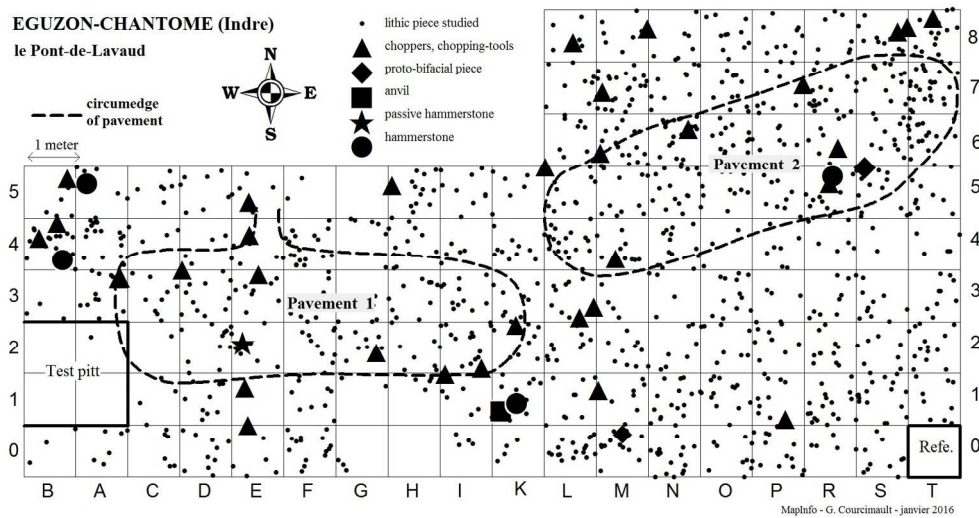 EGUZON-CHANTOME (Indre)
le Pont-de-Lavaud
N
W E
S
circumedge
of pavement
1 meter
lithic piece studied
choppers, chopping-tools
proto-bifacial piece
anvil
passive hammerstone
hammerstone
8
7
6
5 5
4 4
3 3
2 2
1 1
0 0
Pavement 2
Pavement 1
Test pitt
Refe.
B A C D E F G H I K L M N O P R S T
MapInfo - G. Courcimault - janvier 2016